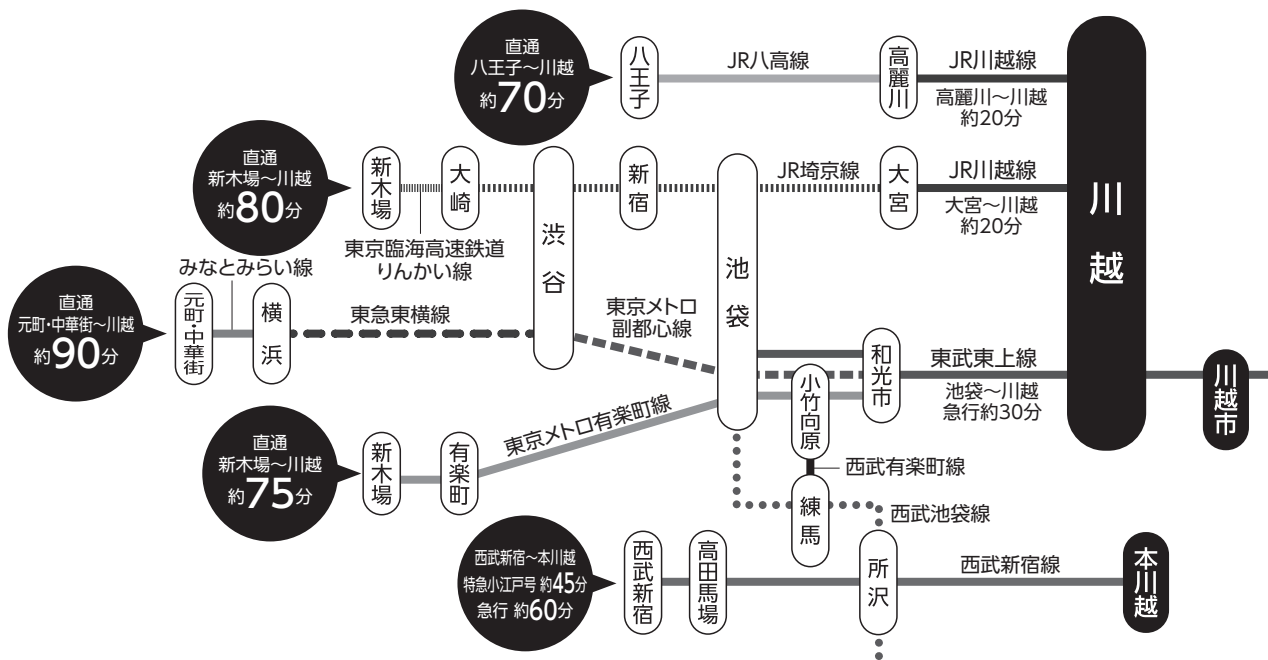 直通
八王子〜川越
約70分
八王子
JR八高線
高麗川
JR川越線
高麗川〜川越
約20分
川越
直通
新木場〜川越
約80分
新木場
大崎
東京臨海高速鉄道
りんかい線
渋谷
新宿
池袋
JR埼京線
大宮
JR川越線
大宮〜川越
約20分
みなとみらい線
直通
元町・中華街〜川越
約90分
元町・中華街
横浜
東急東横線
東京メトロ
副都心線
小竹向原
和光市
東武東上線
池袋〜川越
急行約30分
川越市
直通
新木場〜川越
約75分
新木場
有楽町
東京メトロ有楽町線
西武有楽町線
練馬
西武池袋線
西武新宿〜本川越
特急小江戸号 約45分
急行 約60分
西武新宿
高田馬場
所沢
西武新宿線
本川越